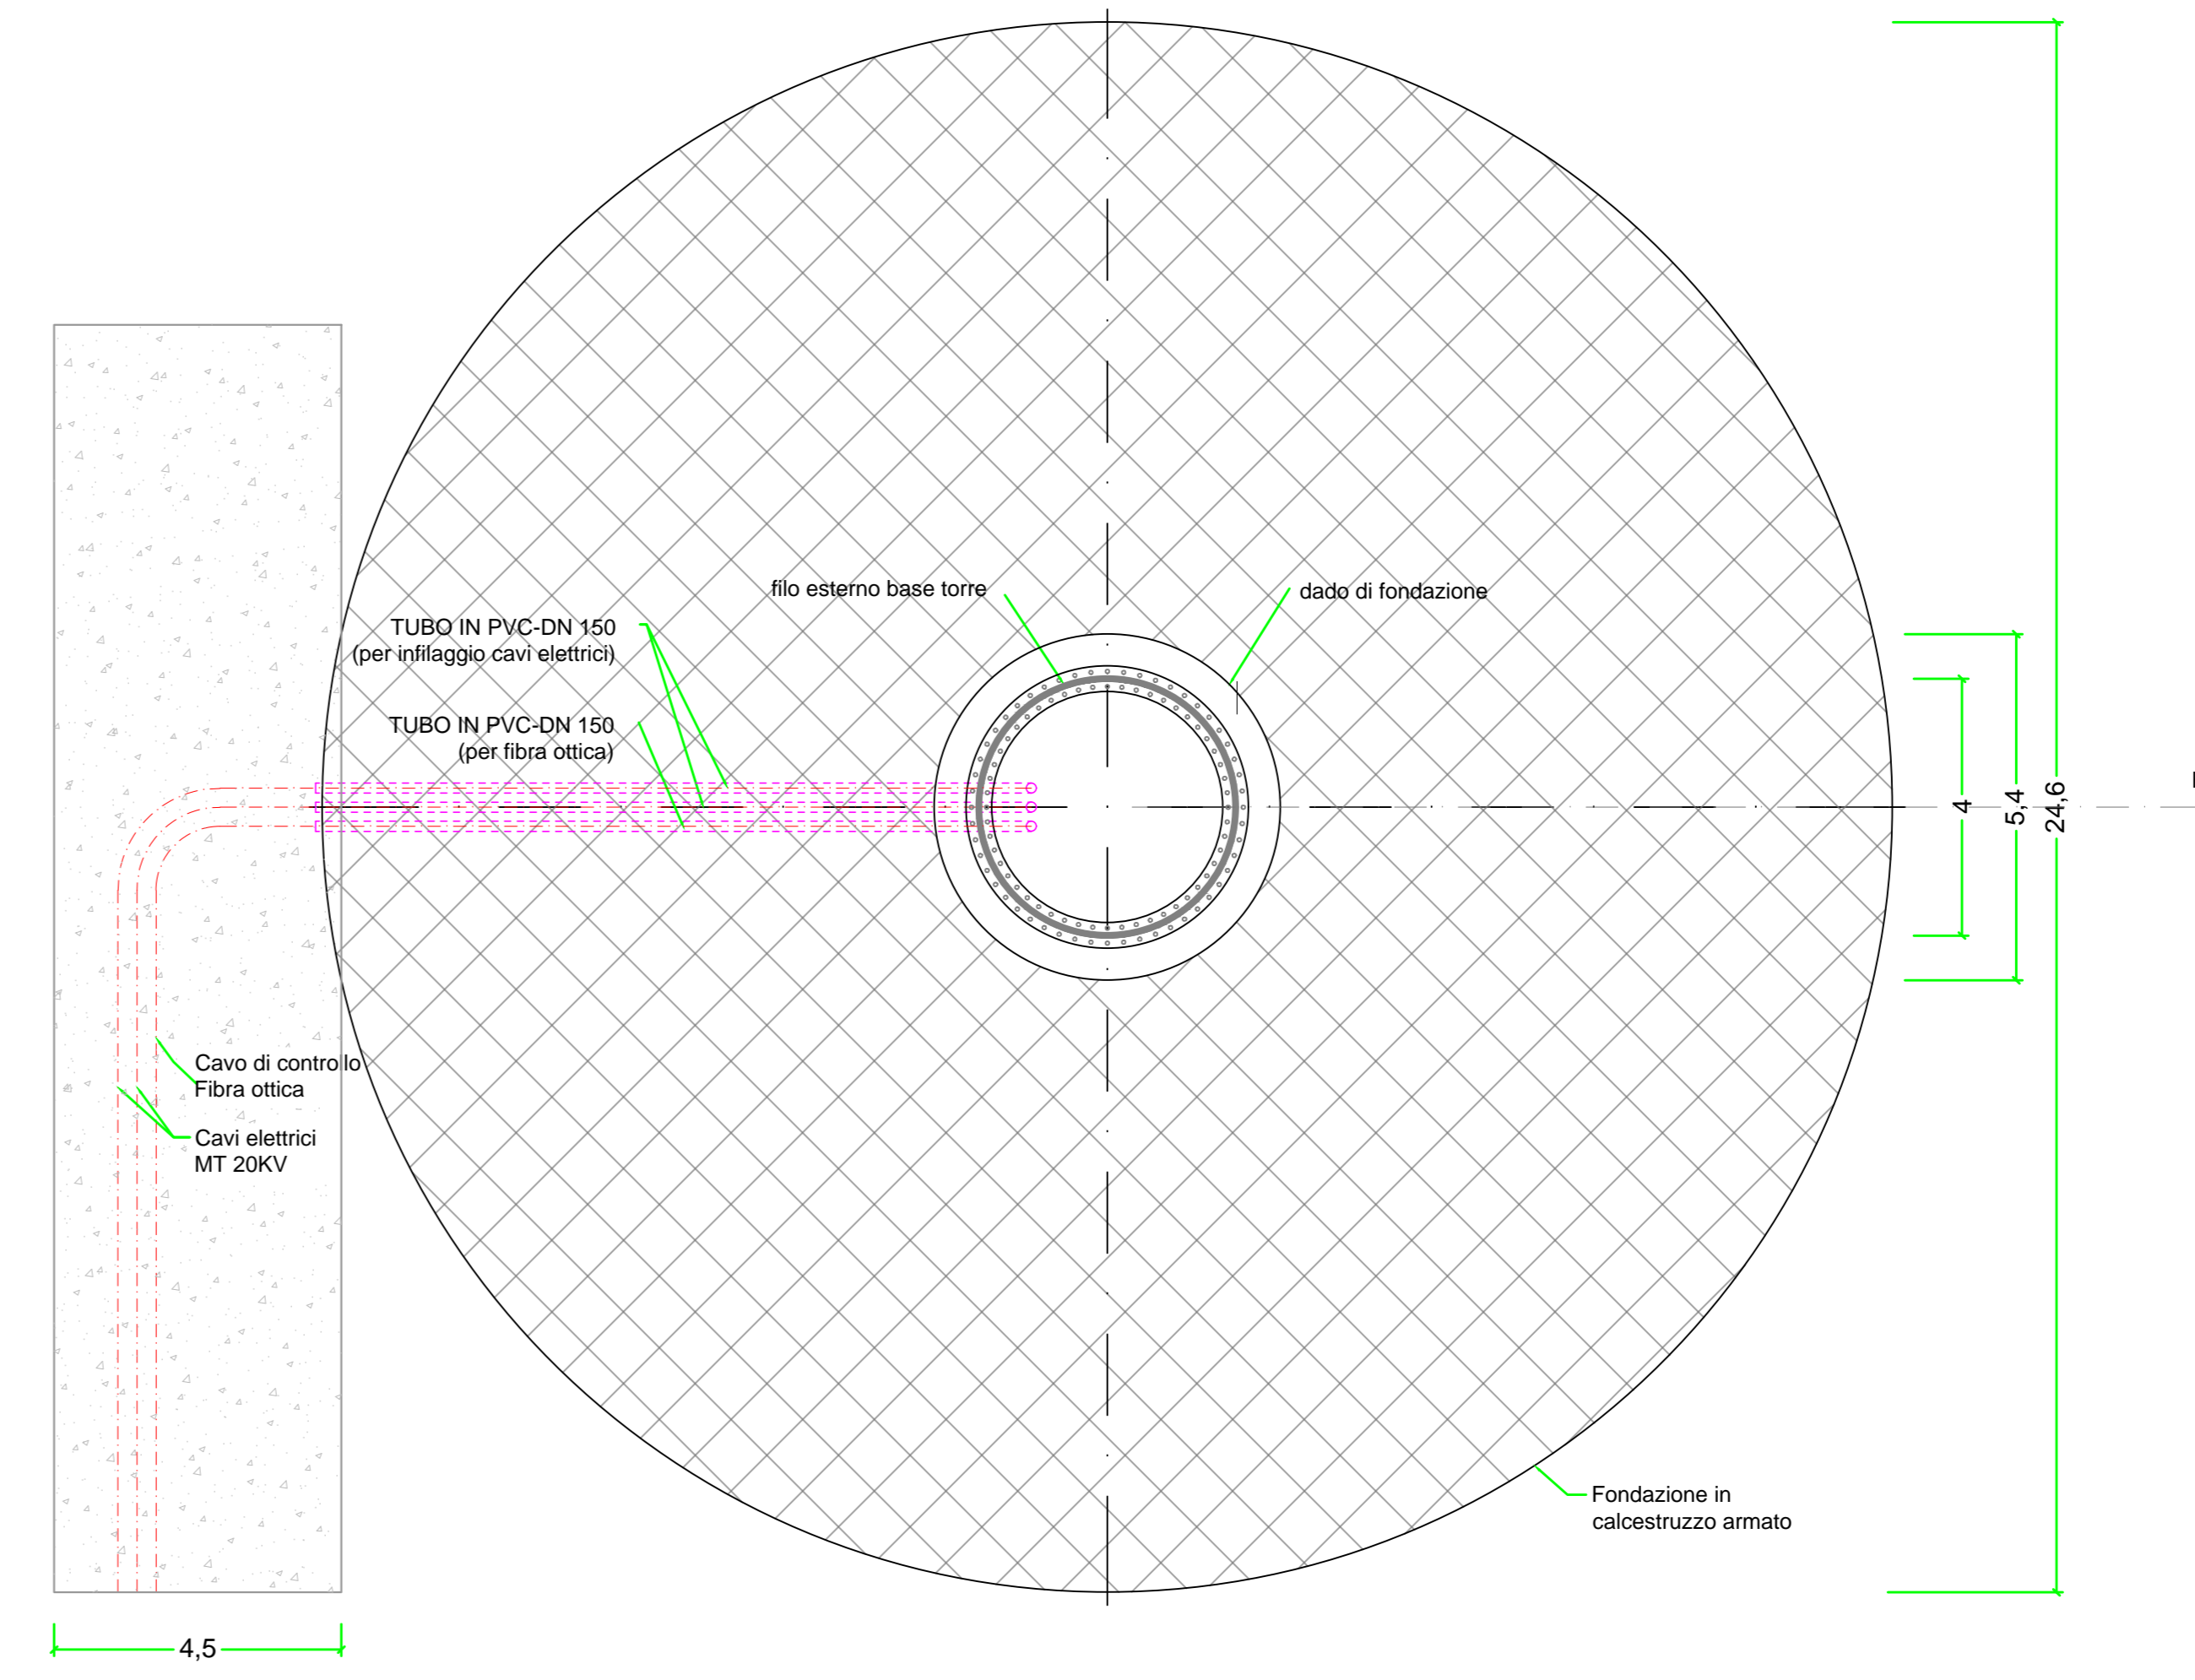 filo esterno base torre
dado di fondazione
TUBO IN PVC-DN 150
(per infilaggio cavi elettrici)
TUBO IN PVC-DN 150
(per fibra ottica)
4
5,4
24,6
Cavo di controllo
Fibra ottica
Cavi elettrici
MT 20KV
Fondazione in
calcestruzzo armato
4,5